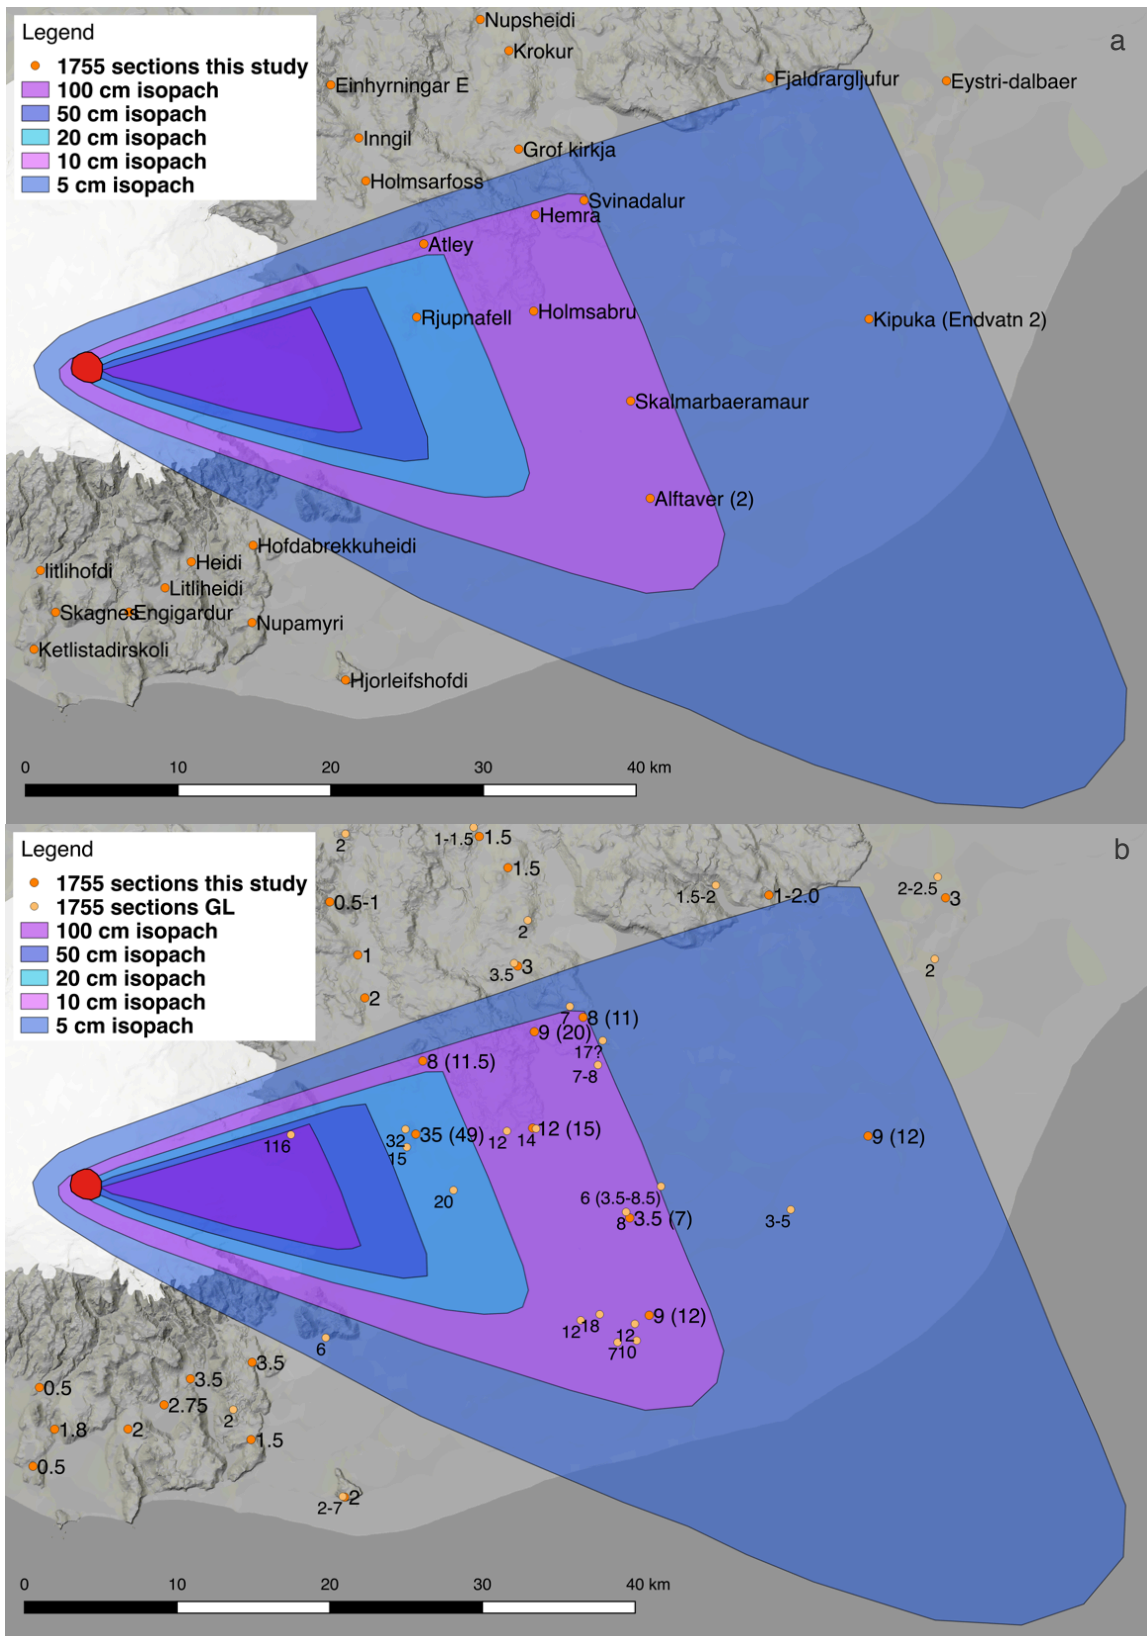 a
Legend
1755 sections this study
100 cm isopach
50 cm isopach
20 cm isopach
10 cm isopach
5 cm isopach
Nupsheidi
Krokur
Einhyrningar E
Fjaldrargljufur
Eystri-dalbaer
Inngil
Grof kirkja
Holmsarfoss
Svinadalur
Hemra
Atley
Rjupnafell
Holmsabru
Kipuka (Endvatn 2)
Skalmarbaeramaur
Alftaver (2)
Hofdabrekkuheidi
Heidi
litlihofdi
Litliheidi
Skagnes
Engigardur
Nupamyri
Ketlistadirskoli
Hjorleifshofdi
0 10 20 30 40 km
b
Legend
1755 sections this study
1755 sections GL
100 cm isopach
50 cm isopach
20 cm isopach
10 cm isopach
5 cm isopach
2
1-1.5
1.5
1.5
0.5-1
1.5-2
1-2.0
2-2.5
3
2
1
3.5
3
2
2
7
8 (11)
9 (20)
17?
8 (11.5)
7-8
116
32
35 (49)
15
12
14
12 (15)
9 (12)
20
6 (3.5-8.5)
8
3.5 (7)
3-5
12
18
9 (12)
12
7
10
6
3.5
3.5
0.5
2.75
2
1.8
2
1.5
0.5
2-7
2
0 10 20 30 40 km